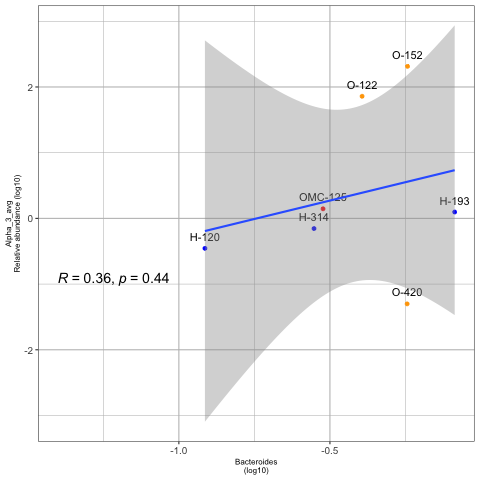 O-152
O-122
2
OMC-125
H-193
H-314
0
H-120
R = 0.36, p = 0.44
O-420
-2
Alpha_3_avg
Relative abundance (log10)
-1.0
-0.5
Bacteroides
(log10)